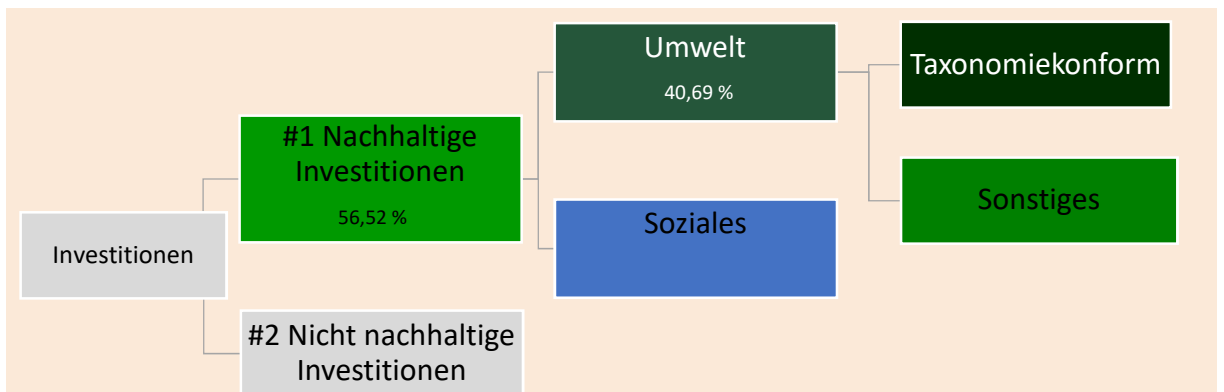 Investitionen
#1 Nachhaltige
Investitionen
56,52 %
#2 Nicht nachhaltige
Investitionen
Umwelt
40,69 %
Soziales
Taxonomiekonform
Sonstiges